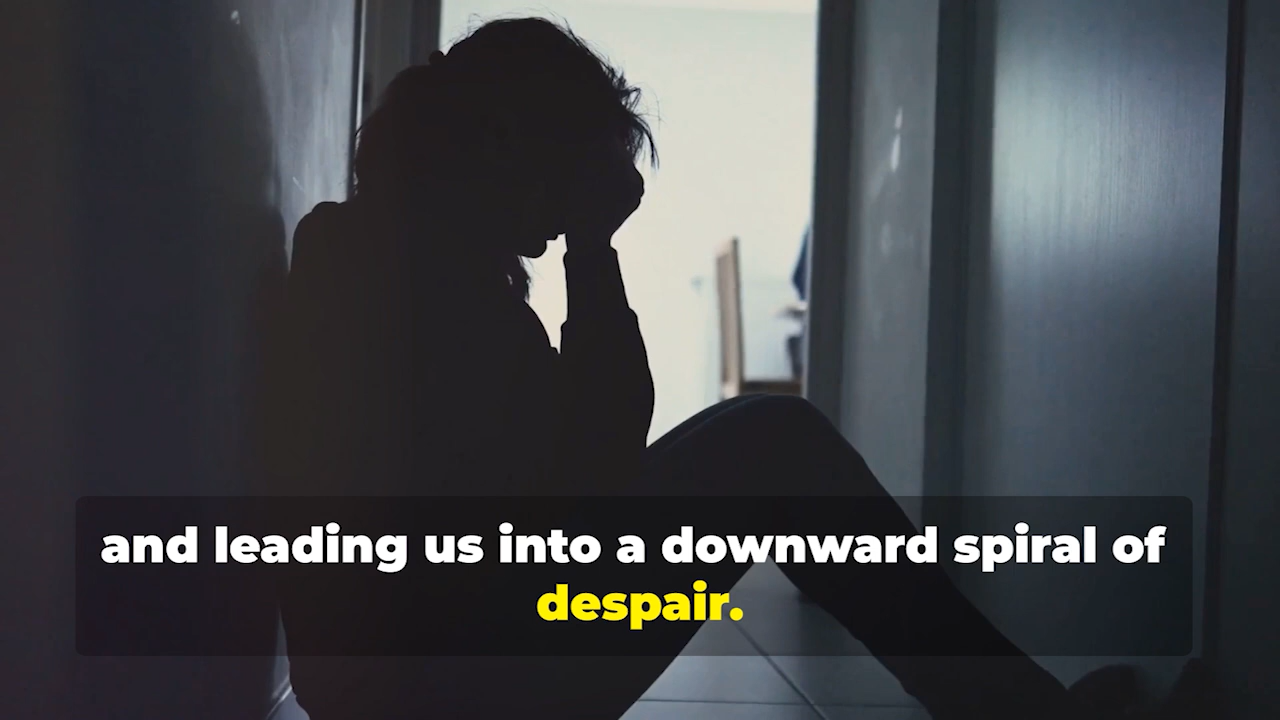 and leading us into a downward spiral of
despair.